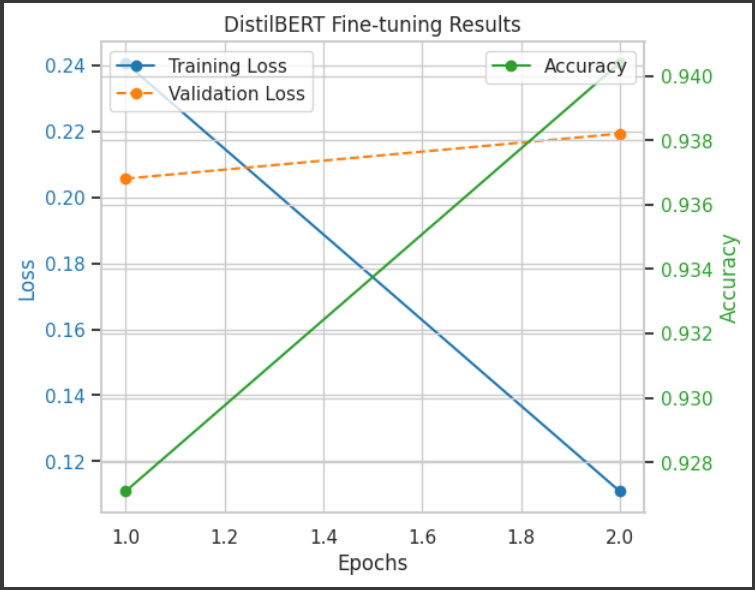 DistilBERT Fine-tuning Results
Training Loss
Validation Loss
Accuracy
0.24
0.22
0.20
0.18
0.16
0.14
0.12
Loss
0.940
0.938
0.936
0.934
0.932
0.930
0.928
Accuracy
1.0 1.2 1.4 1.6 1.8 2.0
Epochs